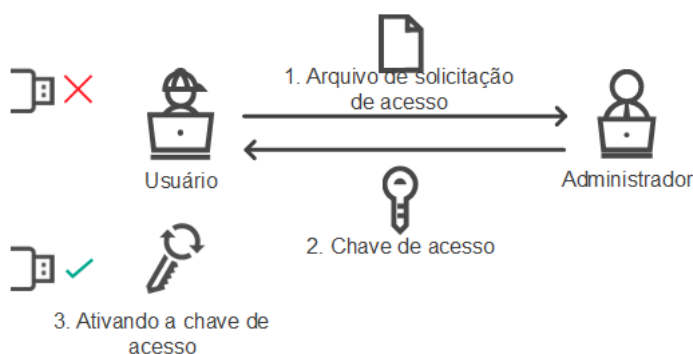 1. Arquivo de solicitação
de acesso
Usuário
Administrador
2. Chave de acesso
3. Ativando a chave de
acesso